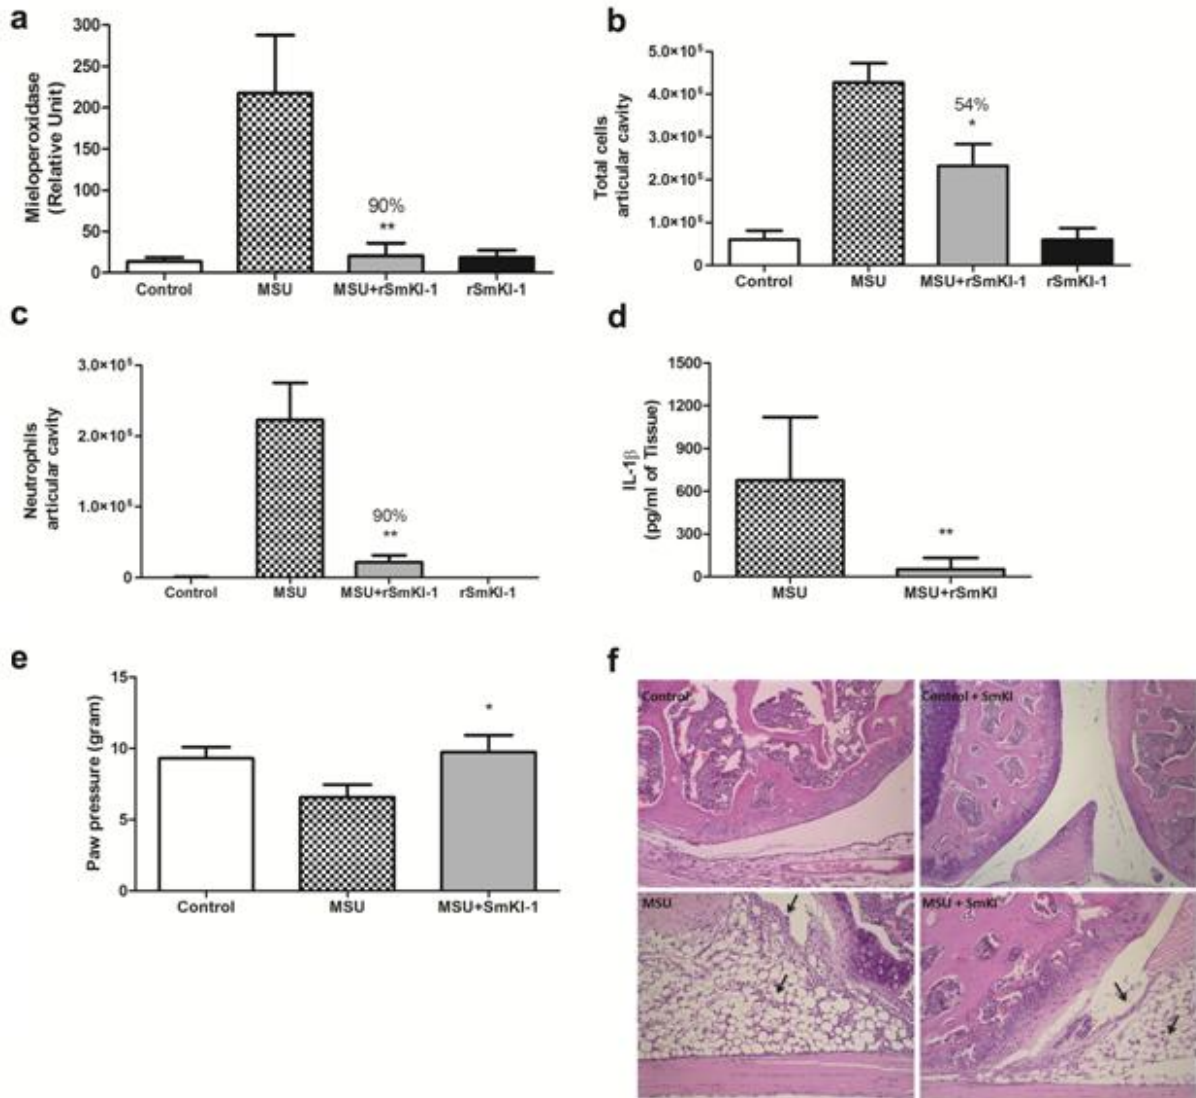 a
Mieloperoxidase
(Relative Unit)
300
250
200
150
100
50
0
90%
**
Control
MSU
MSU+rSmKI-1
rSmKI-1
b
Total cells
articular cavity
5.0×10⁵
4.0×10⁵
3.0×10⁵
2.0×10⁵
1.0×10⁵
0
54%
*
Control
MSU
MSU+rSmKI-1
rSmKI-1
c
Neutrophils
articular cavity
3.0×10⁵
2.0×10⁵
1.0×10⁵
0
90%
**
Control
MSU
MSU+rSmKI-1
rSmKI-1
d
IL-1β
(pg/ml of Tissue)
1500
1200
900
600
300
0
**
MSU
MSU+rSmKI
e
Paw pressure (gram)
15
10
5
0
*
Control
MSU
MSU+SmKI-1
f
Control
Control + SmKI
MSU
MSU + SmKI